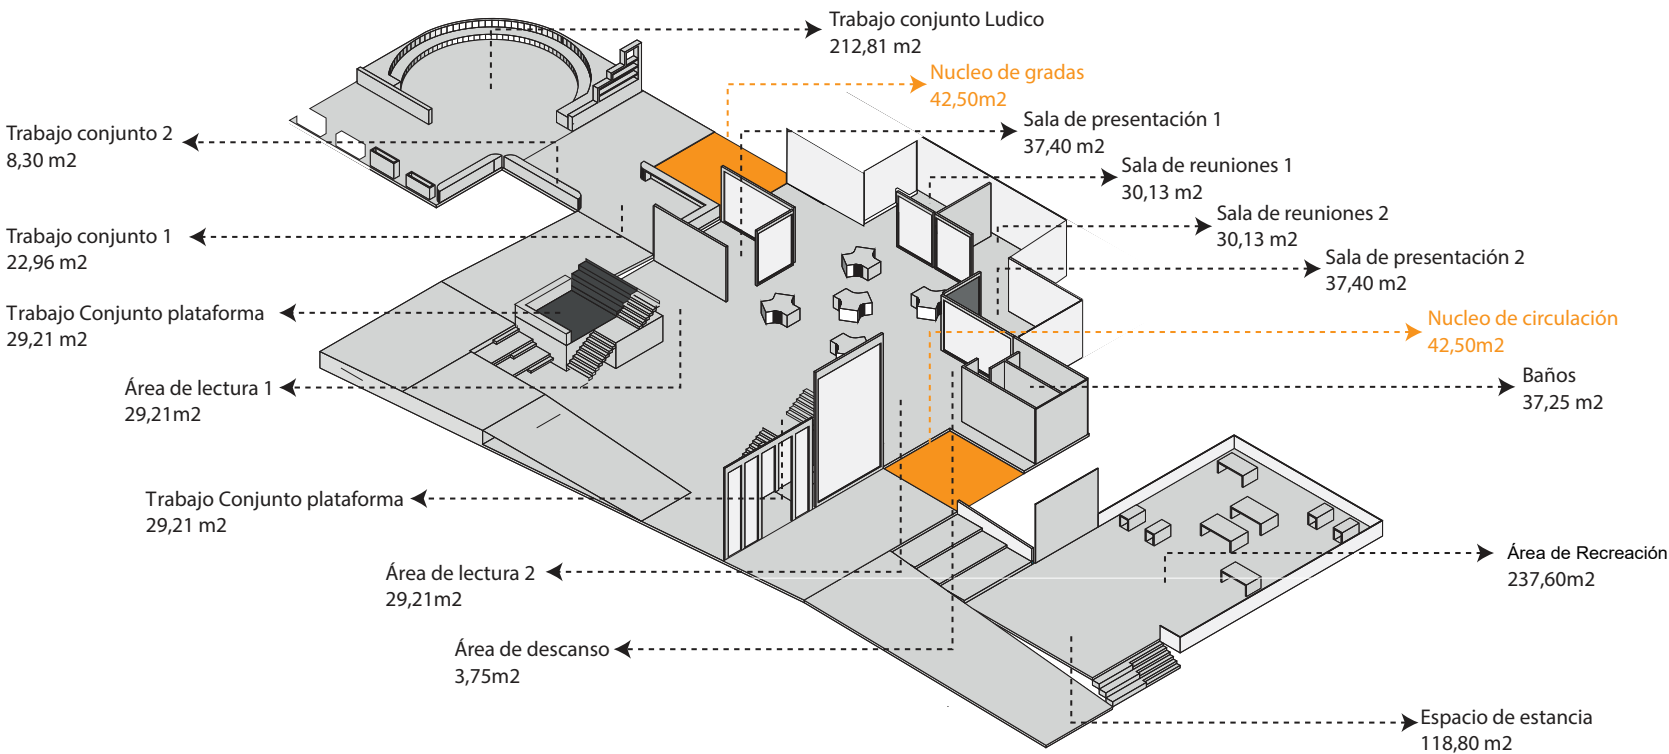 Trabajo conjunto Ludico
212,81 m2
Nucleo de gradas
42,50m2
Sala de presentación 1
37,40 m2
Sala de reuniones 1
30,13 m2
Sala de reuniones 2
30,13 m2
Sala de presentación 2
37,40 m2
Nucleo de circulación
42,50m2
Baños
37,25 m2
Área de Recreación
237,60m2
Espacio de estancia
118,80 m2
Trabajo conjunto 2
8,30 m2
Trabajo conjunto 1
22,96 m2
Trabajo Conjunto plataforma
29,21 m2
Área de lectura 1
29,21m2
Trabajo Conjunto plataforma
29,21 m2
Área de lectura 2
29,21m2
Área de descanso
3,75m2